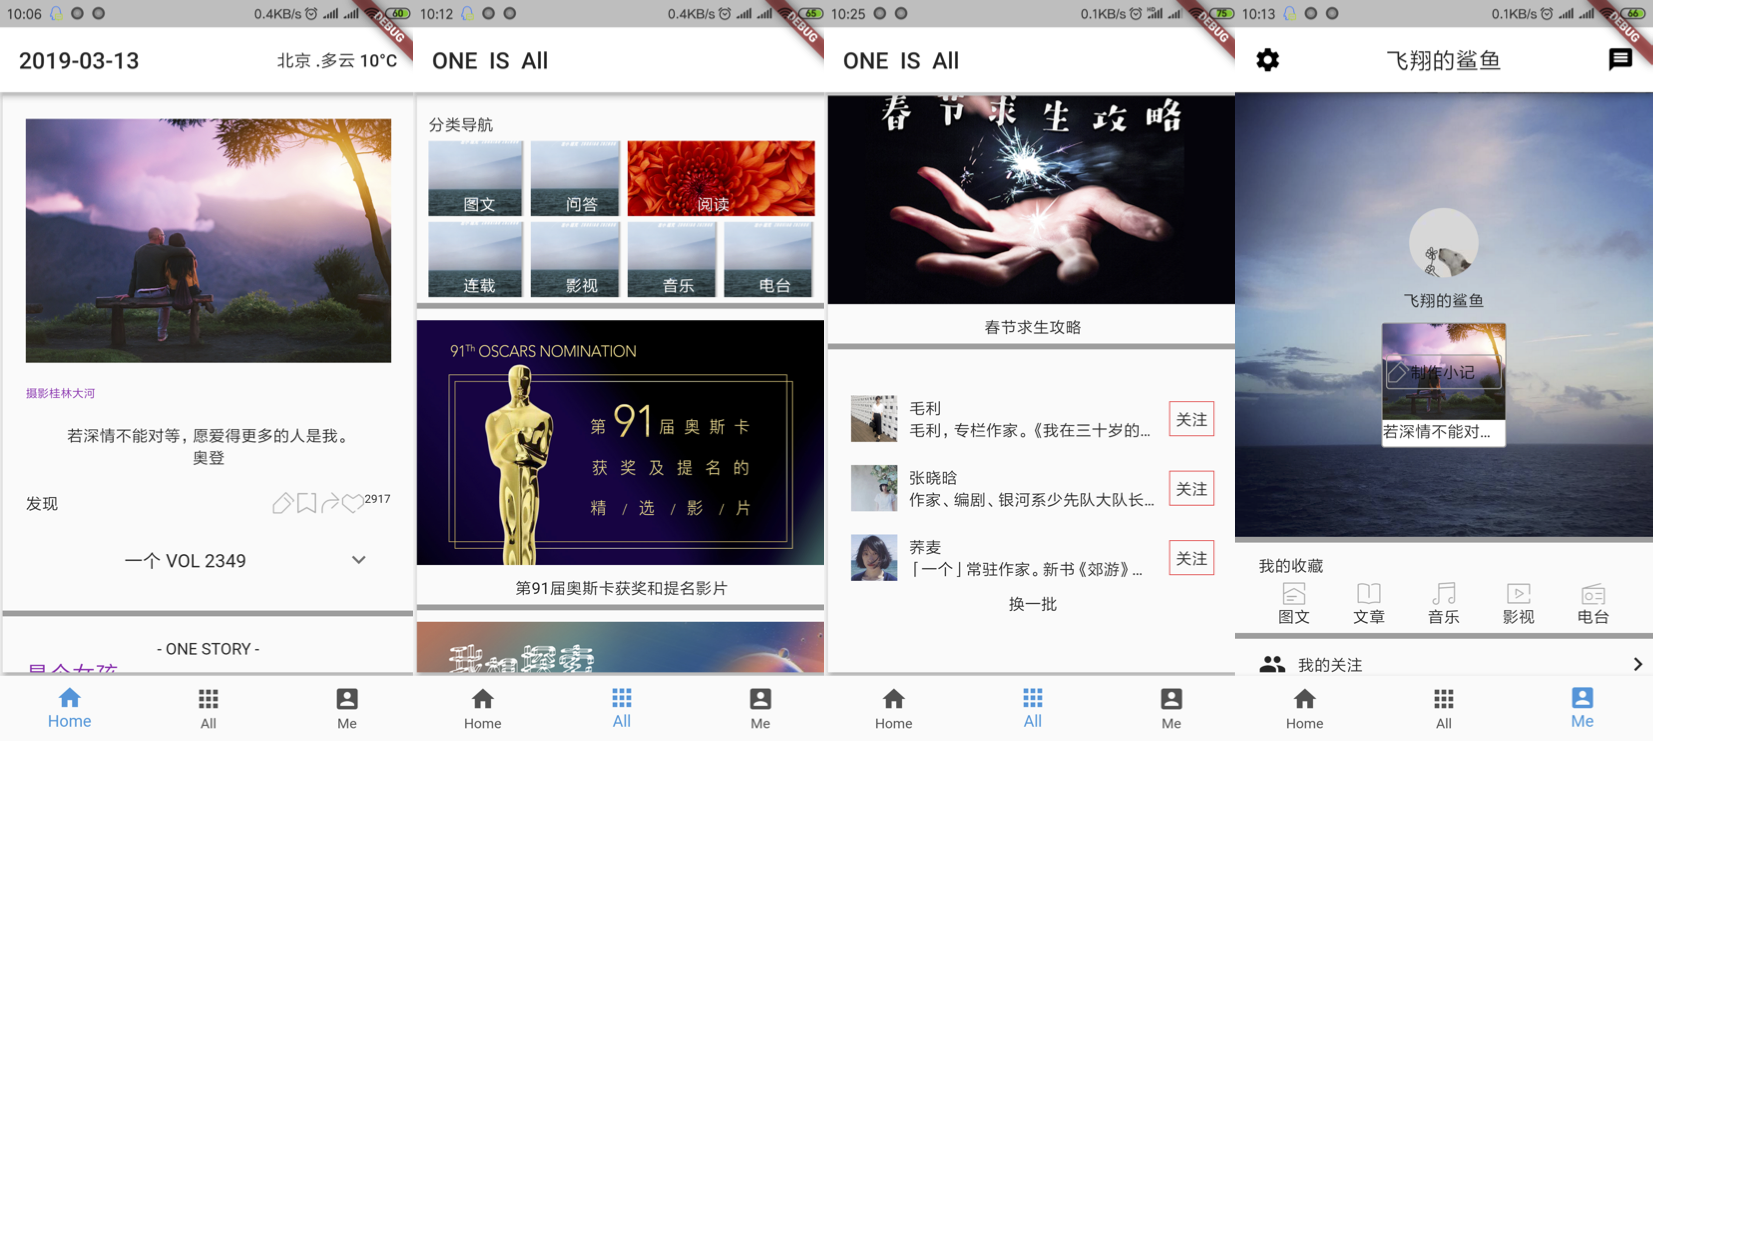 10:06
0.4KB/s
60
DEBUG
2019-03-13
北京 .多云 10°C
摄影桂林大河
若深情不能对等，愿爱得更多的人是我。
奥登
发现
2917
一个 VOL 2349
- ONE STORY -
Home
All
Me
10:12
0.4KB/s
65
DEBUG
ONE IS All
分类导航
图文
问答
阅读
连载
影视
音乐
电台
91Th OSCARS NOMINATION
第91届奥斯卡
获奖及提名的
精 / 选 / 影 / 片
第91届奥斯卡获奖和提名影片
我想探索
Home
All
Me
10:25
0.1KB/s
75
DEBUG
ONE IS All
春节求生攻略
春节求生攻略
毛利
毛利，专栏作家。《我在三十岁的...
关注
张晓晗
作家、编剧、银河系少先队大队长...
关注
荞麦
「一个」常驻作家。新书《郊游》...
关注
换一批
Home
All
Me
10:13
0.1KB/s
66
DEBUG
飞翔的鲨鱼
飞翔的鲨鱼
制作小记
若深情不能对...
我的收藏
图文
文章
音乐
影视
电台
我的关注
Home
All
Me